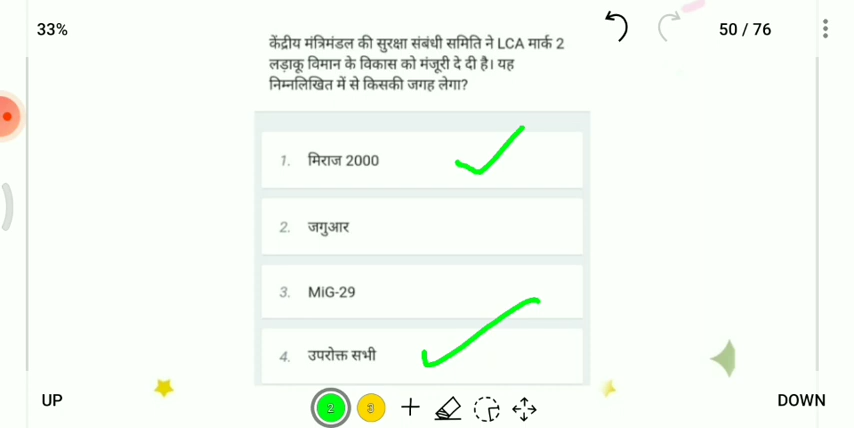 33%
50 / 76
केंद्रीय मंत्रिमंडल की सुरक्षा संबंधी समिति ने LCA मार्क 2
लड़ाकू विमान के विकास को मंजूरी दे दी है। यह
निम्नलिखित में से किसकी जगह लेगा?
1. मिराज 2000
2. जगुआर
3. MiG-29
4. उपरोक्त सभी
UP
2
3
DOWN